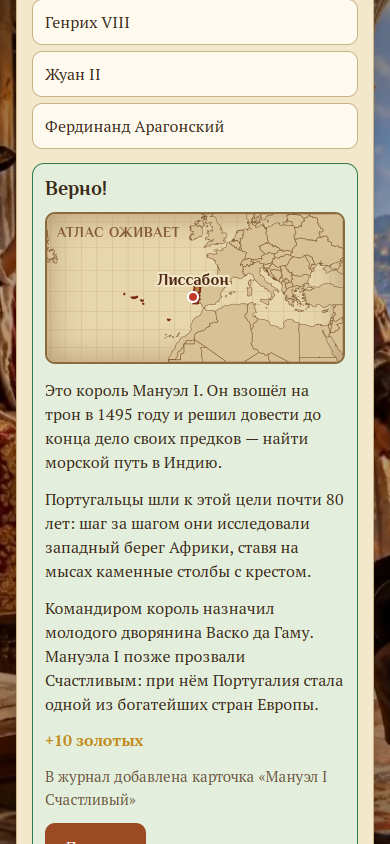 Генрих VIII
Жуан II
Фердинанд Арагонский
Верно!
АТЛАС ОЖИВАЕТ
Лиссабон
Это король Мануэл I. Он взошёл на
трон в 1495 году и решил довести до
конца дело своих предков — найти
морской путь в Индию.
Португальцы шли к этой цели почти 80
лет: шаг за шагом они исследовали
западный берег Африки, ставя на
мысах каменные столбы с крестом.
Командиром король назначил
молодого дворянина Васко да Гаму.
Мануэла I позже прозвали
Счастливым: при нём Португалия стала
одной из богатейших стран Европы.
+10 золотых
В журнал добавлена карточка «Мануэл I
Счастливый»